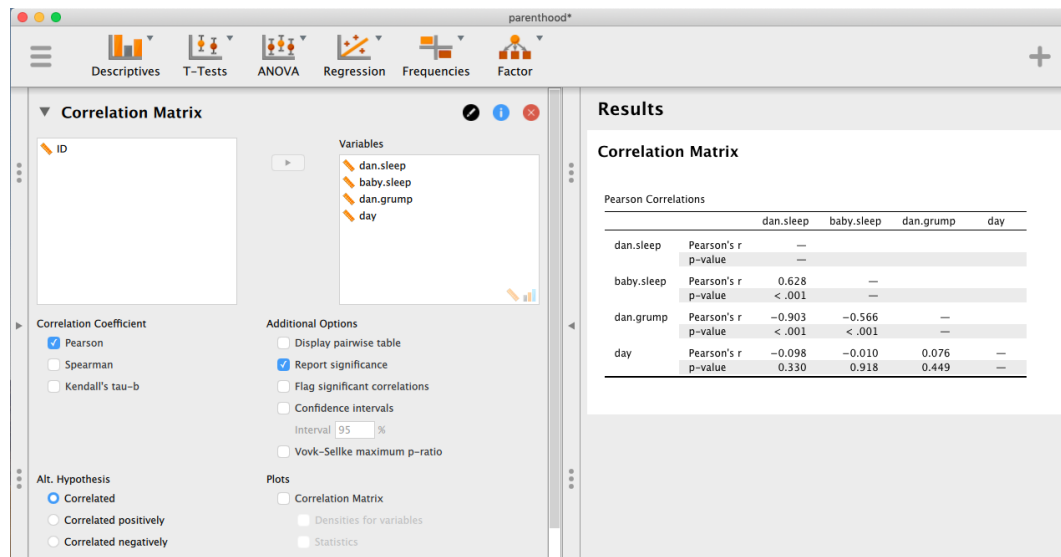 parenthood*
Descriptives T-Tests ANOVA Regression Frequencies Factor
Correlation Matrix
ID
Variables
dan.sleep
baby.sleep
dan.grump
day
Correlation Coefficient
Pearson
Spearman
Kendall's tau-b
Additional Options
Display pairwise table
Report significance
Flag significant correlations
Confidence intervals
Interval 95 %
Vovk-Sellke maximum p-ratio
Alt. Hypothesis
Correlated
Correlated positively
Correlated negatively
Plots
Correlation Matrix
Densities for variables
Statistics
Results
Correlation Matrix
Pearson Correlations
dan.sleep baby.sleep dan.grump day
dan.sleep Pearson's r —
p-value —
baby.sleep Pearson's r 0.628 —
p-value < .001 —
dan.grump Pearson's r −0.903 −0.566 —
p-value < .001 < .001 —
day Pearson's r −0.098 −0.010 0.076 —
p-value 0.330 0.918 0.449 —